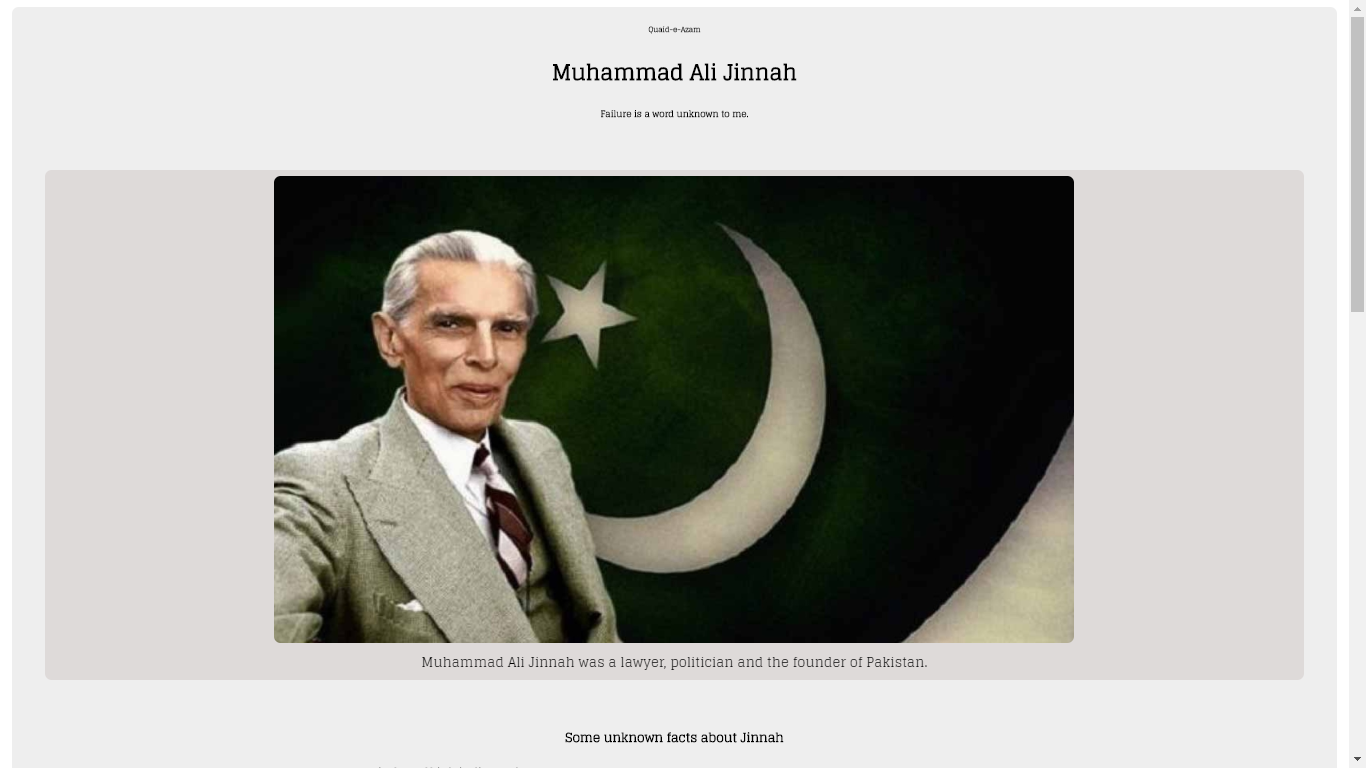 Quaid-e-Azam
Muhammad Ali Jinnah
Failure is a word unknown to me.
Muhammad Ali Jinnah was a lawyer, politician and the founder of Pakistan.
Some unknown facts about Jinnah